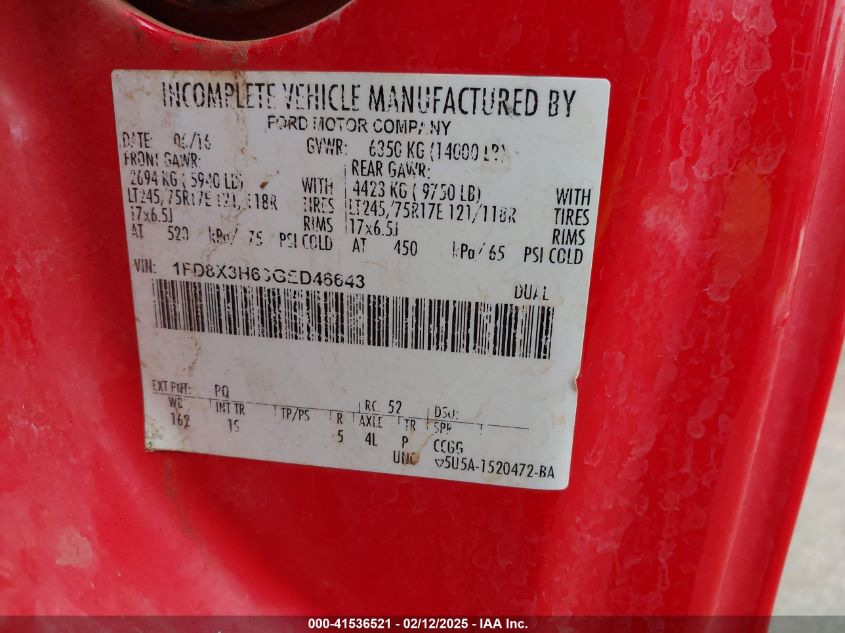 INCOMPLETE VEHICLE MANUFACTURED BY
FORD MOTOR COMPANY
DATE: 06/16 GVWR: 6350 KG (14000 LB)
FRONT GAWR: REAR GAWR:
2694 KG (5940 LB) WITH 4423 KG (9750 LB) WITH
LT245/75R17E 121/118R TIRES LT245/75R17E 121/118R TIRES
17x6.5J RIMS 17x6.5J RIMS
AT 520 kPa/ 75 PSI COLD AT 450 kPa/65 PSI COLD
VIN: DUAL
EXT PNT: PQ RC: 52 DSO:
WB INT TR TP/PS R AXLE TR SPR
162 5 4L P CCGG
▽5U5A-1520472-BA
000-41536521 - 02/12/2025 - IAA Inc.